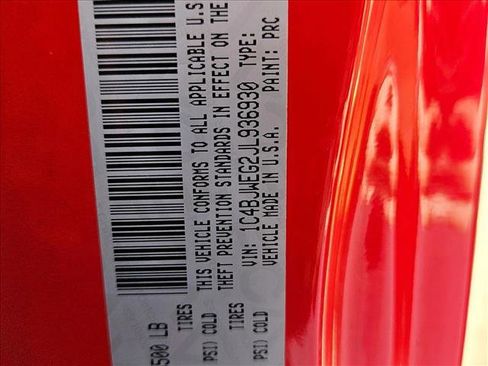 500 LB
TIRES TIRES
(PSI) COLD (PSI) COLD
THIS VEHICLE CONFORMS TO ALL APPLICABLE U.S
THEFT PREVENTION STANDARDS IN EFFECT ON THE
VIN: 1C4BJWEG2JL936930 TYPE:
VEHICLE MADE IN U.S.A. PAINT: PRC